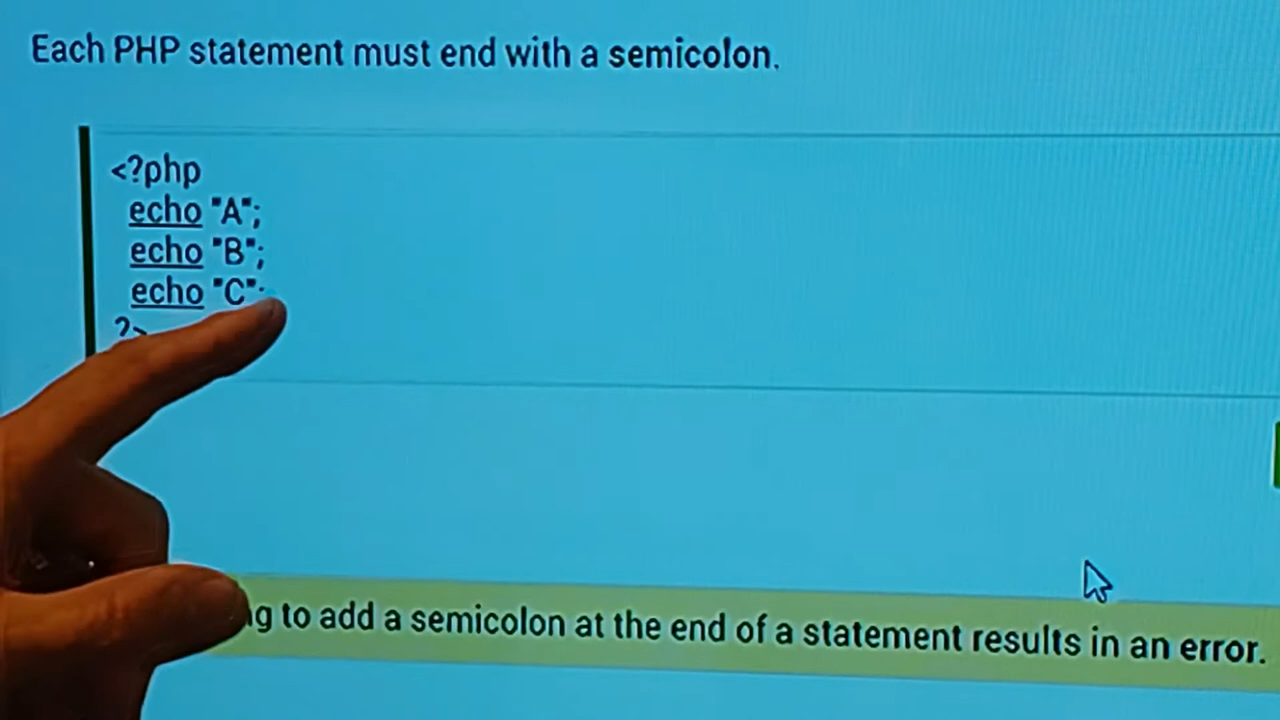 Each PHP statement must end with a semicolon.
<?php
echo "A";
echo "B";
echo "C";
?>
to add a semicolon at the end of a statement results in an error.